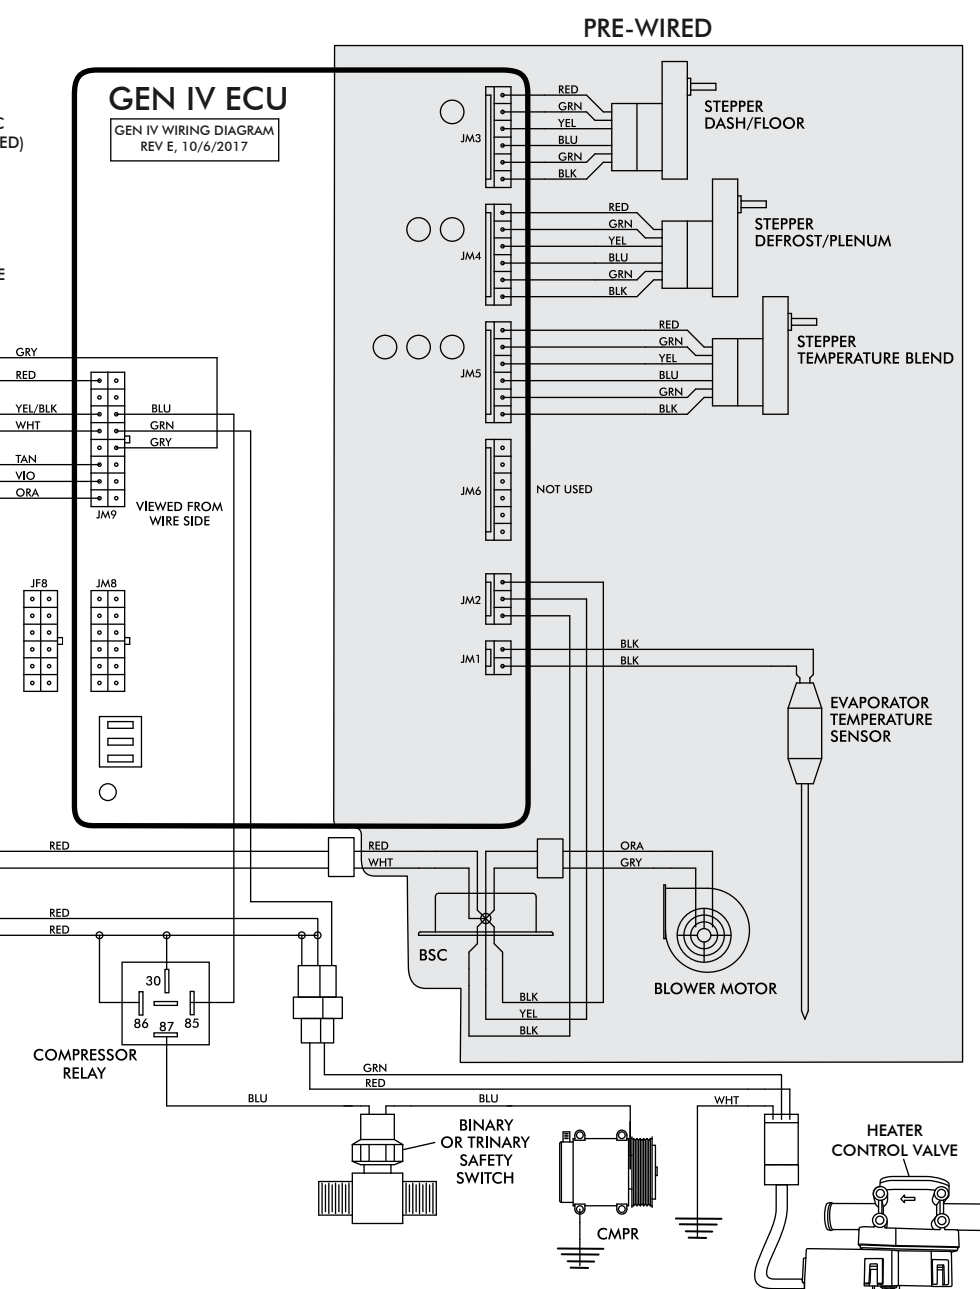 PRE-WIRED
GEN IV ECU
GEN IV WIRING DIAGRAM
REV E, 10/6/2017
C
ED)
E
JM3
RED
GRN
YEL
BLU
GRN
BLK
STEPPER
DASH/FLOOR
JM4
RED
GRN
YEL
BLU
GRN
BLK
STEPPER
DEFROST/PLENUM
JM5
RED
GRN
YEL
BLU
GRN
BLK
STEPPER
TEMPERATURE BLEND
GRY
RED
YEL/BLK
WHT
TAN
VIO
ORA
BLU
GRN
GRY
JM9
VIEWED FROM
WIRE SIDE
JM6
NOT USED
JF8
JM8
JM2
JM1
BLK
BLK
EVAPORATOR
TEMPERATURE
SENSOR
RED
RED
WHT
ORA
GRY
RED
RED
BSC
BLOWER MOTOR
BLK
YEL
BLK
30
86
87
85
COMPRESSOR
RELAY
GRN
RED
BLU
BLU
WHT
BINARY
OR TRINARY
SAFETY
SWITCH
CMPR
HEATER
CONTROL VALVE